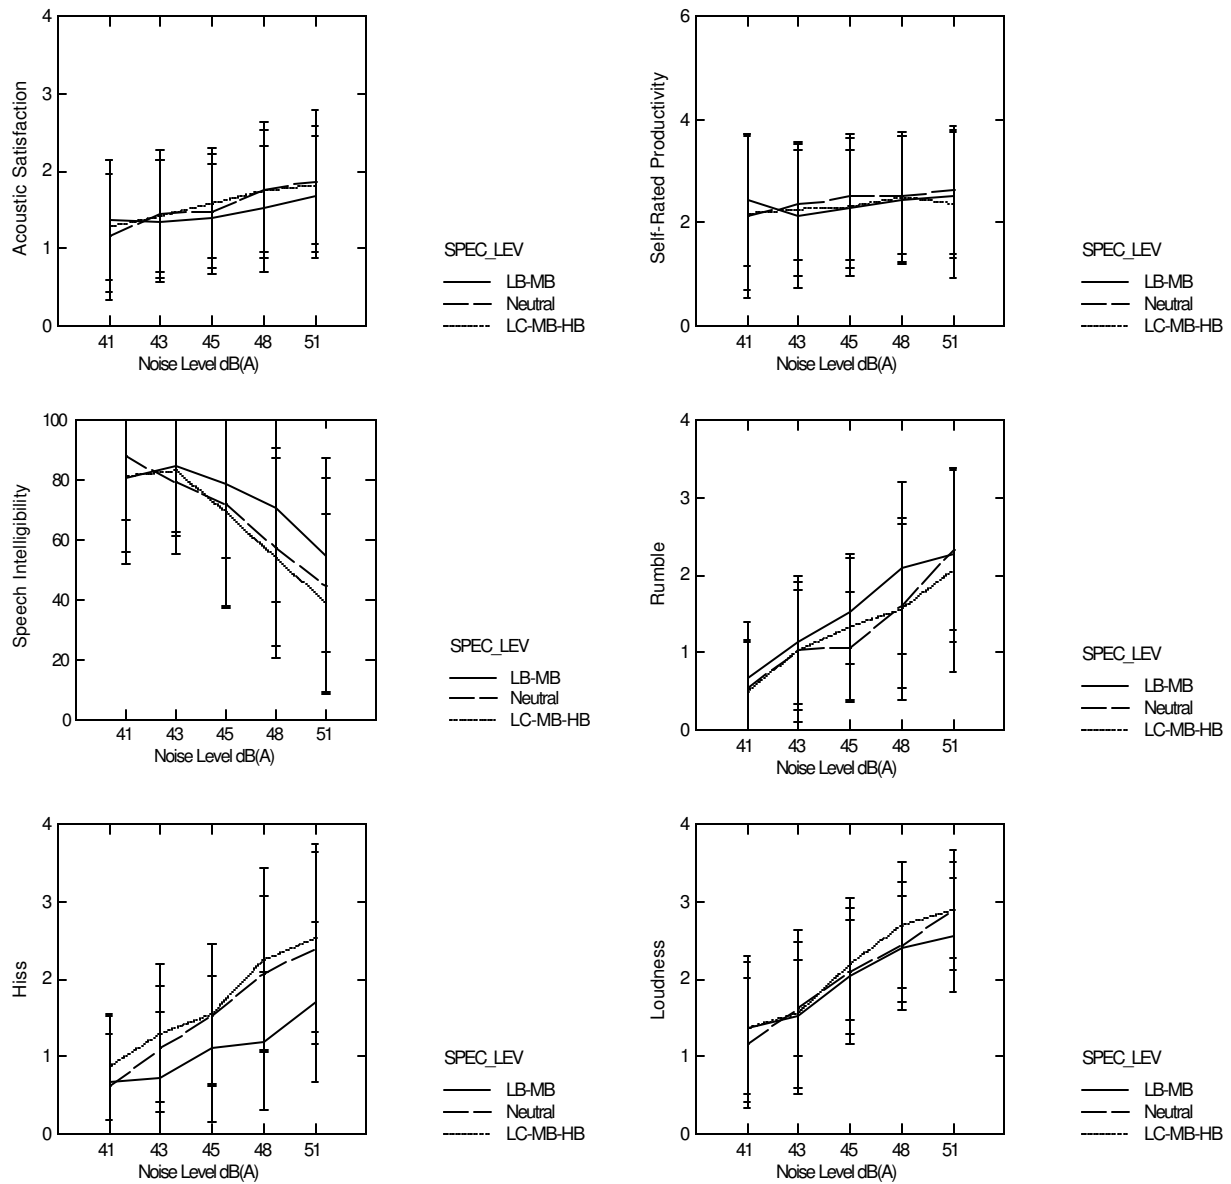 4
3
2
1
0
Acoustic Satisfaction
41 43 45 48 51
Noise Level dB(A)
SPEC_LEV
LB-MB
Neutral
LC-MB-HB
6
4
2
0
Self-Rated Productivity
41 43 45 48 51
Noise Level dB(A)
SPEC_LEV
LB-MB
Neutral
LC-MB-HB
100
80
60
40
20
0
Speech Intelligibility
41 43 45 48 51
Noise Level dB(A)
SPEC_LEV
LB-MB
Neutral
LC-MB-HB
4
3
2
1
0
Rumble
41 43 45 48 51
Noise Level dB(A)
SPEC_LEV
LB-MB
Neutral
LC-MB-HB
4
3
2
1
0
Hiss
41 43 45 48 51
Noise Level dB(A)
SPEC_LEV
LB-MB
Neutral
LC-MB-HB
4
3
2
1
0
Loudness
41 43 45 48 51
Noise Level dB(A)
SPEC_LEV
LB-MB
Neutral
LC-MB-HB